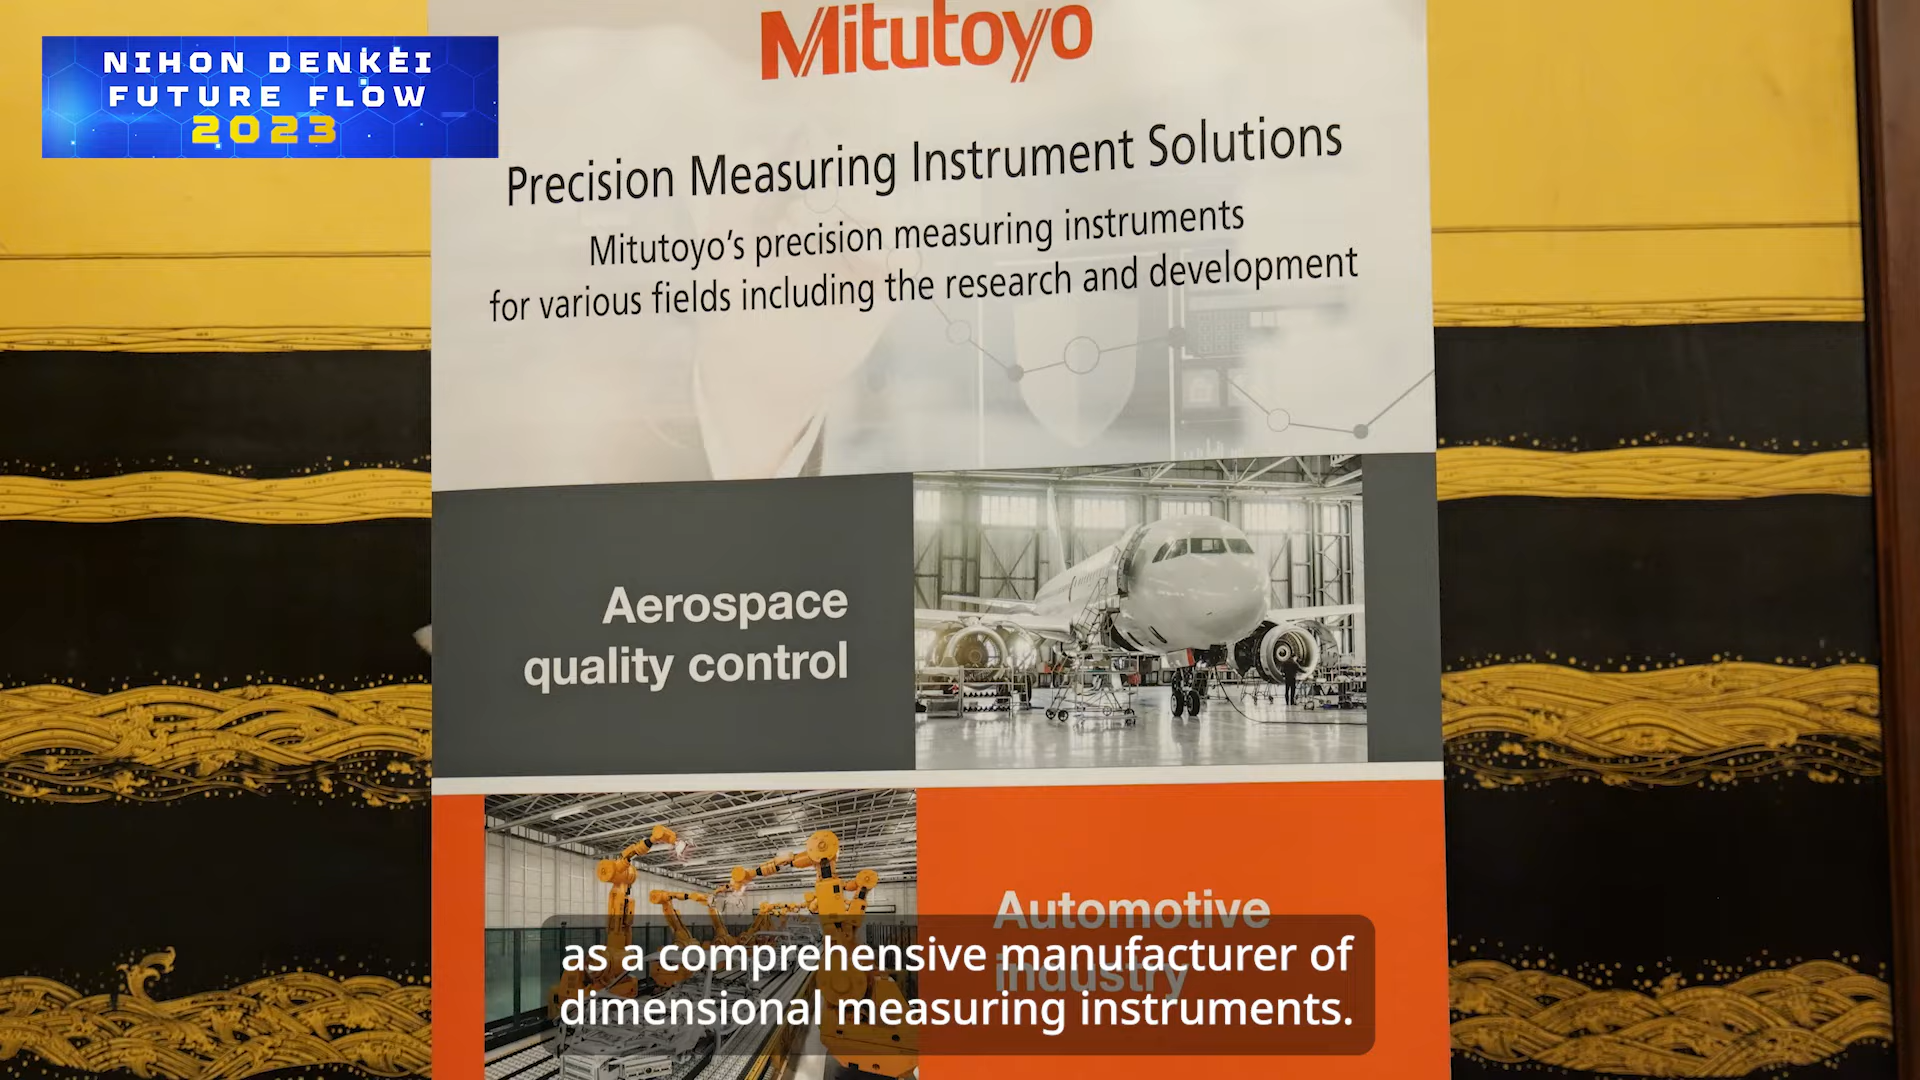 NIHON DENKEI
FUTURE FLOW
2023
Mitutoyo
Precision Measuring Instrument Solutions
Mitutoyo's precision measuring instruments
for various fields including the research and development
Aerospace
quality control
Automotive
industry
as a comprehensive manufacturer of
dimensional measuring instruments.